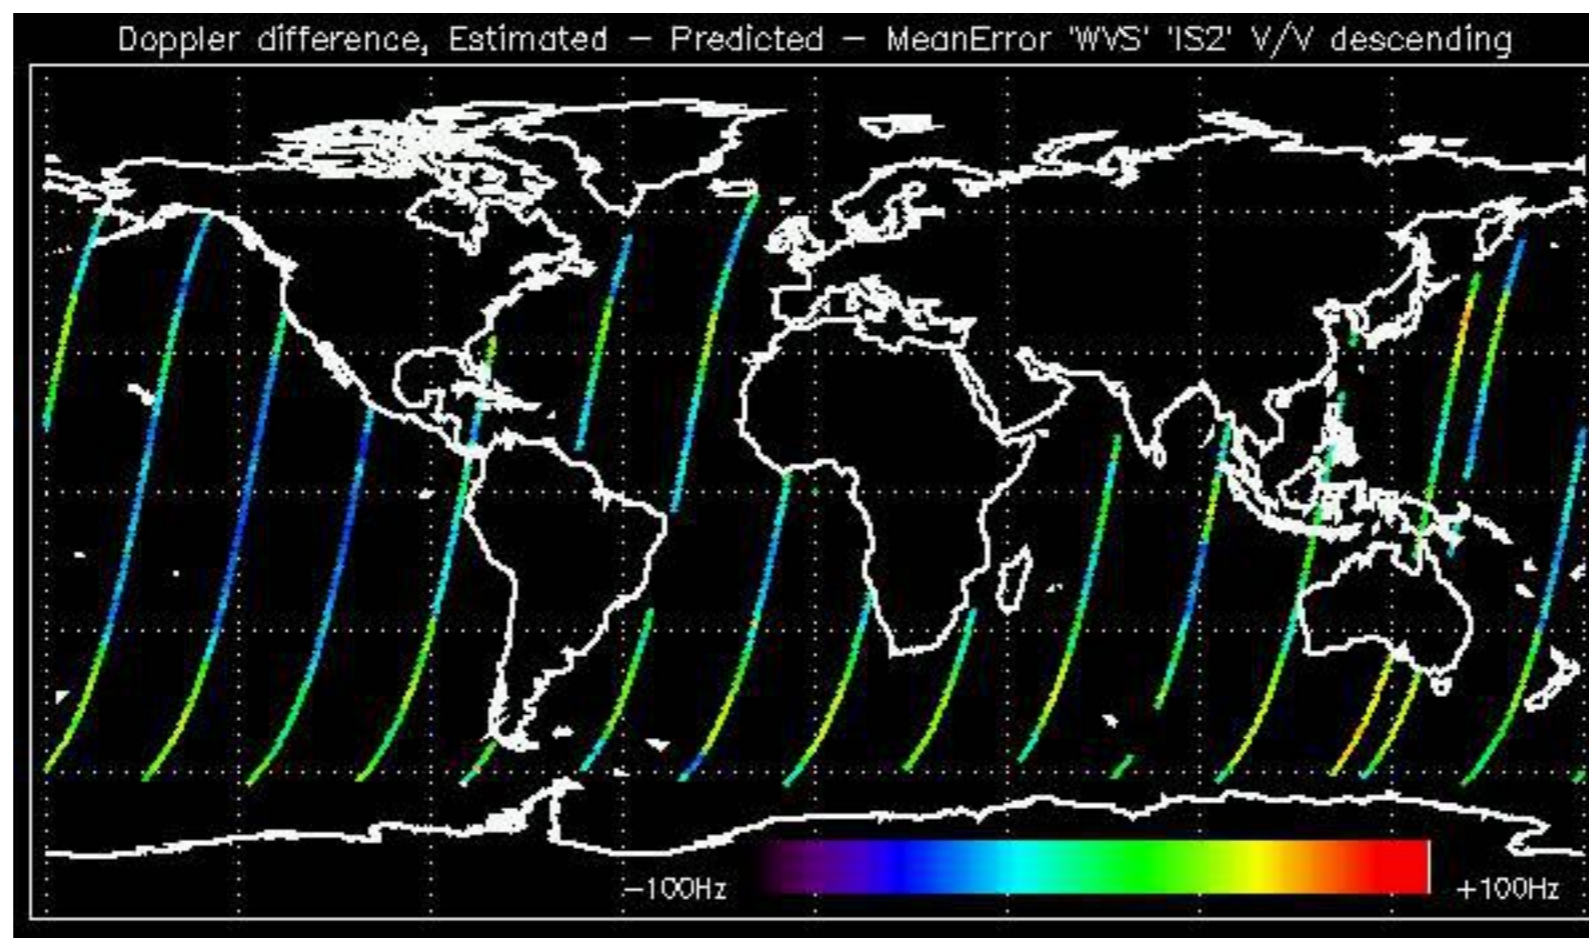 Doppler difference, Estimated – Predicted – MeanError 'WVS' 'IS2' V/V descending
–100Hz
+100Hz